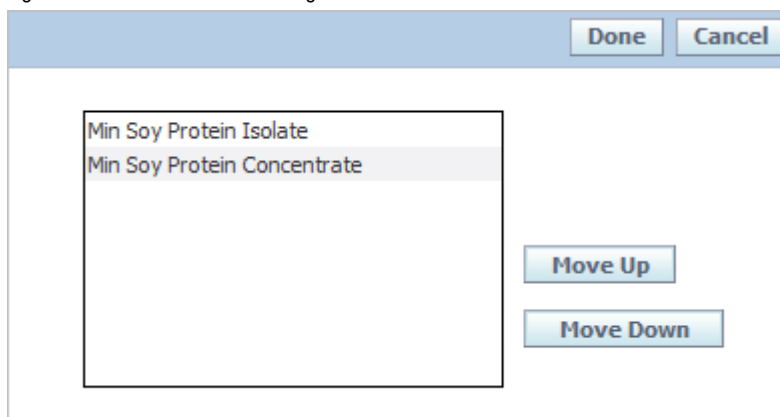 Done Cancel
Min Soy Protein Isolate
Min Soy Protein Concentrate
Move Up
Move Down